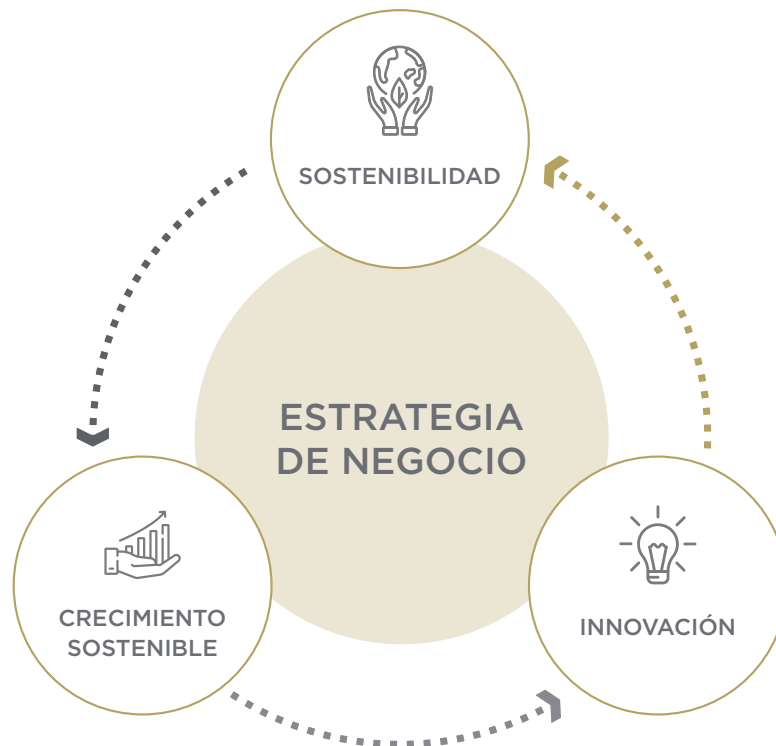 SOSTENIBILIDAD
ESTRATEGIA
DE NEGOCIO
CRECIMIENTO
SOSTENIBLE
INNOVACIÓN